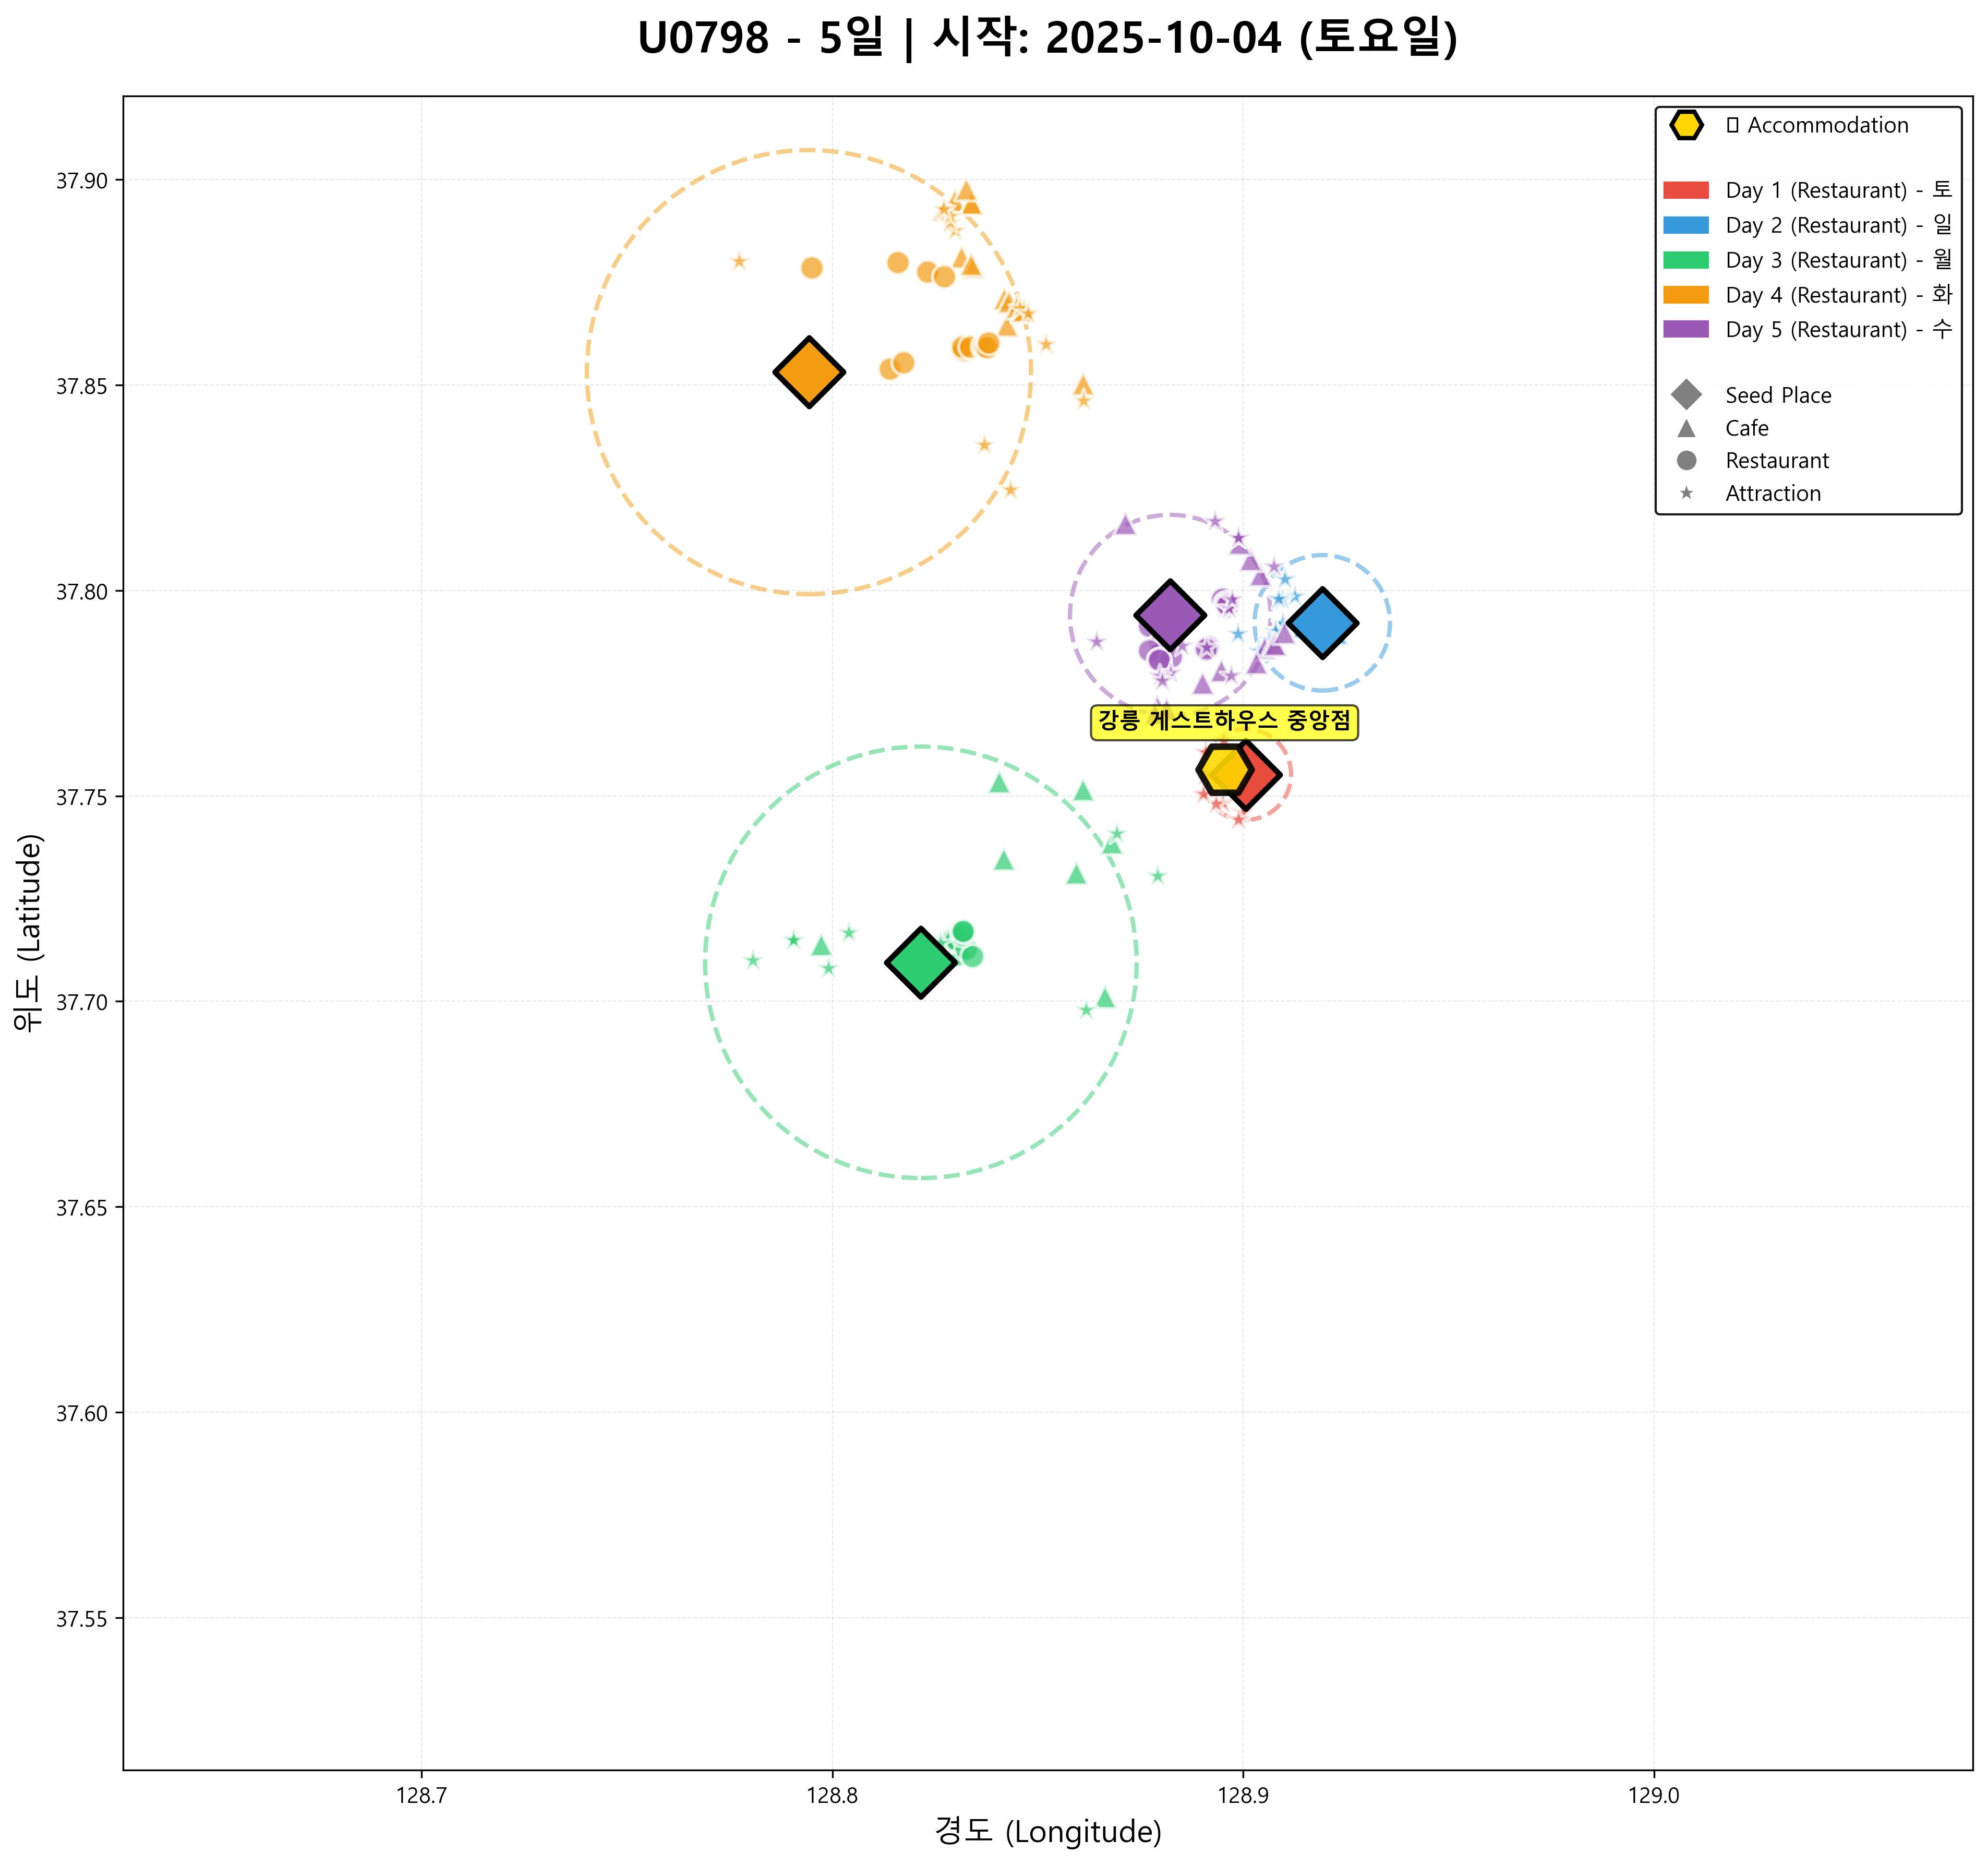 U0798 - 5일 | 시작: 2025-10-04 (토요일)
Accommodation
Day 1 (Restaurant) - 토
Day 2 (Restaurant) - 일
Day 3 (Restaurant) - 월
Day 4 (Restaurant) - 화
Day 5 (Restaurant) - 수
Seed Place
Cafe
Restaurant
Attraction
37.90
37.85
37.80
37.75
37.70
37.65
37.60
37.55
위도 (Latitude)
강릉 게스트하우스 중앙점
128.7
128.8
128.9
129.0
경도 (Longitude)